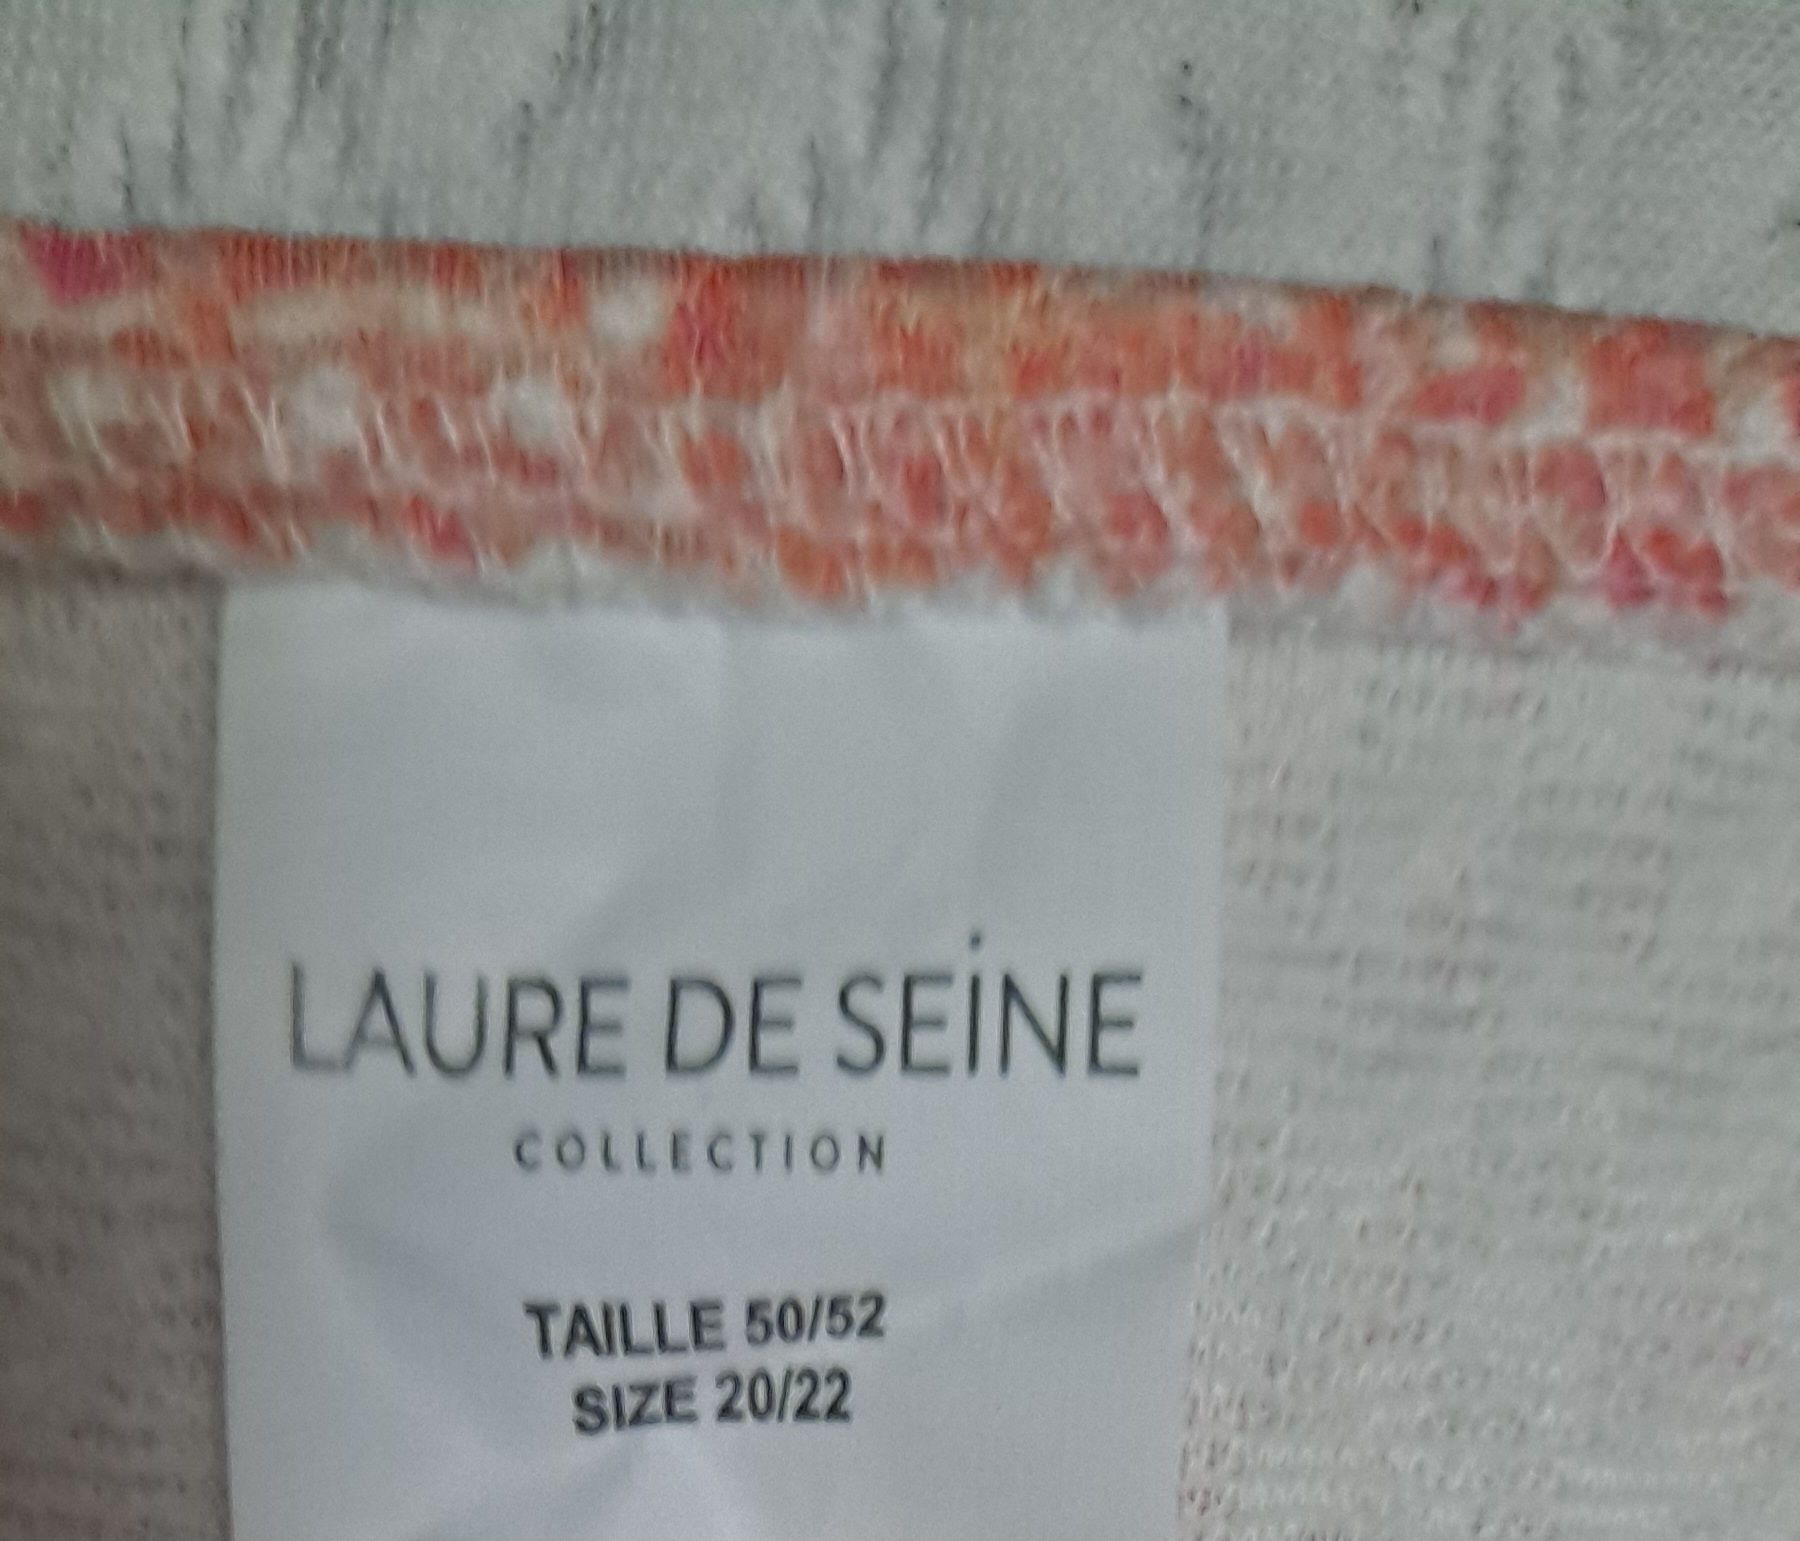 LAURE DE SEiNE
COLLECTION
TAILLE 50/52
SIZE 20/22